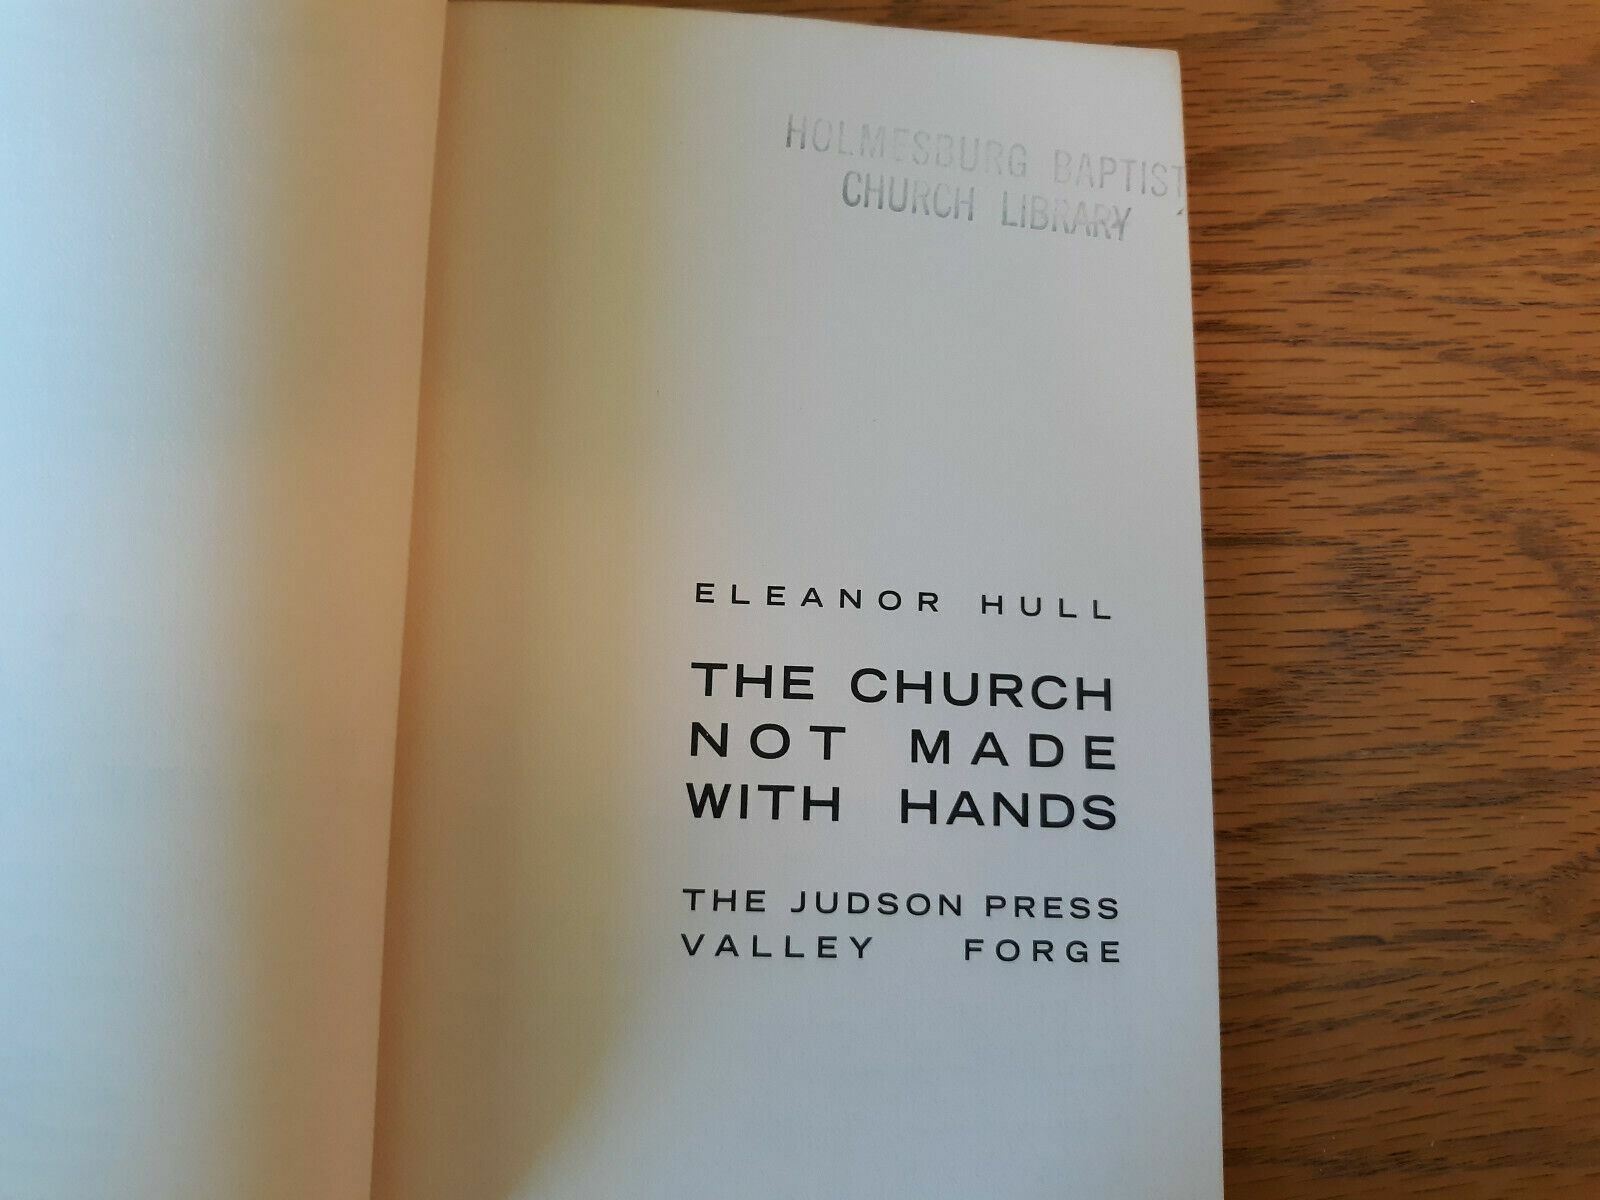 HOLMESBURG BAPTIST
CHURCH LIBRARY
ELEANOR HULL
THE CHURCH
NOT MADE
WITH HANDS
THE JUDSON PRESS
VALLEY FORGE